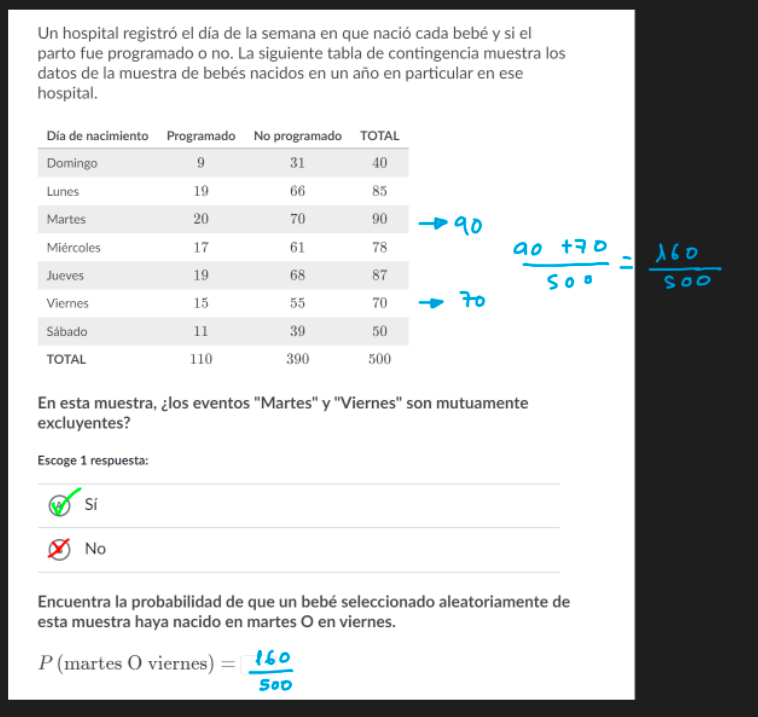 Un hospital registró el día de la semana en que nació cada bebé y si el
parto fue programado o no. La siguiente tabla de contingencia muestra los
datos de la muestra de bebés nacidos en un año en particular en ese
hospital.
Día de nacimiento Programado No programado TOTAL
Domingo 9 31 40
Lunes 19 66 85
Martes 20 70 90 → 90
Miércoles 17 61 78
Jueves 19 68 87
Viernes 15 55 70 → 70
Sábado 11 39 50
TOTAL 110 390 500
90 + 70 / 500 = 160 / 500
En esta muestra, ¿los eventos "Martes" y "Viernes" son mutuamente
excluyentes?
Escoge 1 respuesta:
Sí
No
Encuentra la probabilidad de que un bebé seleccionado aleatoriamente de
esta muestra haya nacido en martes O en viernes.
P (martes O viernes) = 160 / 500